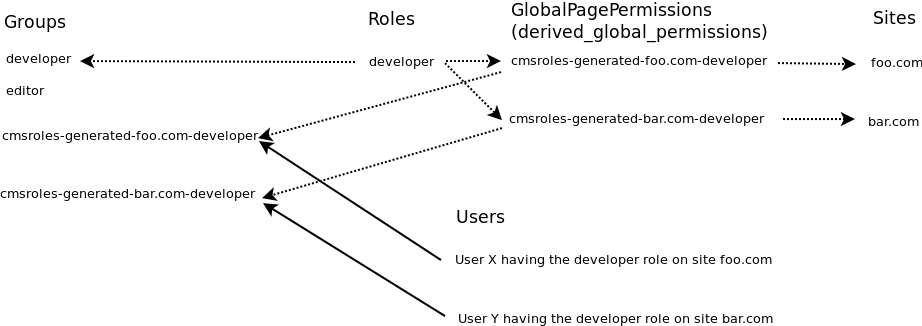 Groups
Roles
GlobalPagePermissions
(derived_global_permissions)
Sites
developer
developer
cmsroles-generated-foo.com-developer
foo.com
editor
cmsroles-generated-bar.com-developer
bar.com
cmsroles-generated-foo.com-developer
cmsroles-generated-bar.com-developer
Users
User X having the developer role on site foo.com
User Y having the developer role on site bar.com